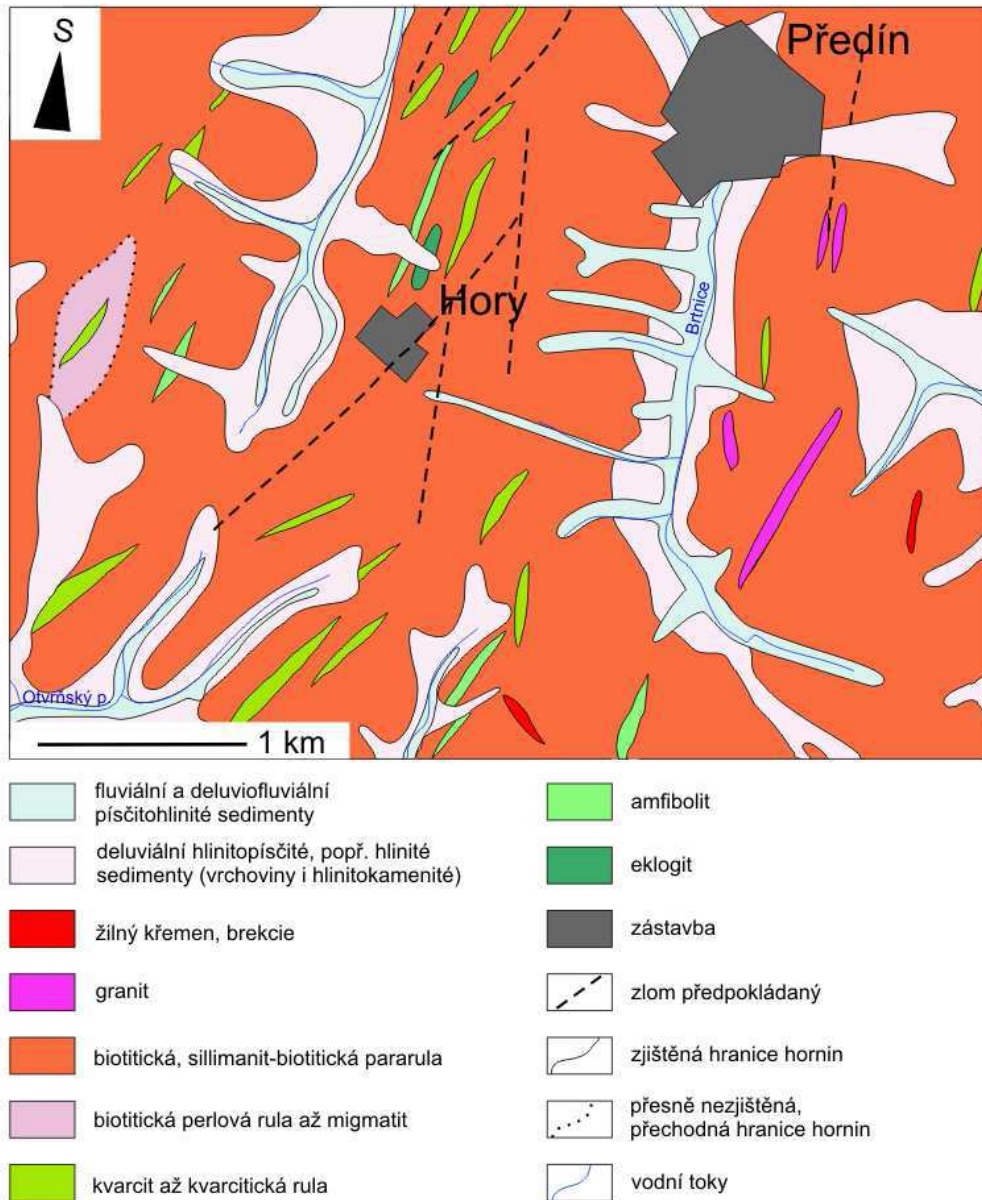 S
Předín
Hory
Brtnice
Otvrňský p.
1 km
fluviální a deluviofluviální
písčitohlinité sedimenty
deluviální hlinitopísčité, popř. hlinité
sedimenty (vrchoviny i hlinitokamenité)
žilný křemen, brekcie
granit
biotitická, sillimanit-biotitická pararula
biotitická perlová rula až migmatit
kvarcit až kvarcitická rula
amfibolit
eklogit
zástavba
zlom předpokládaný
zjištěná hranice hornin
přesně nezjištěná,
přechodná hranice hornin
vodní toky